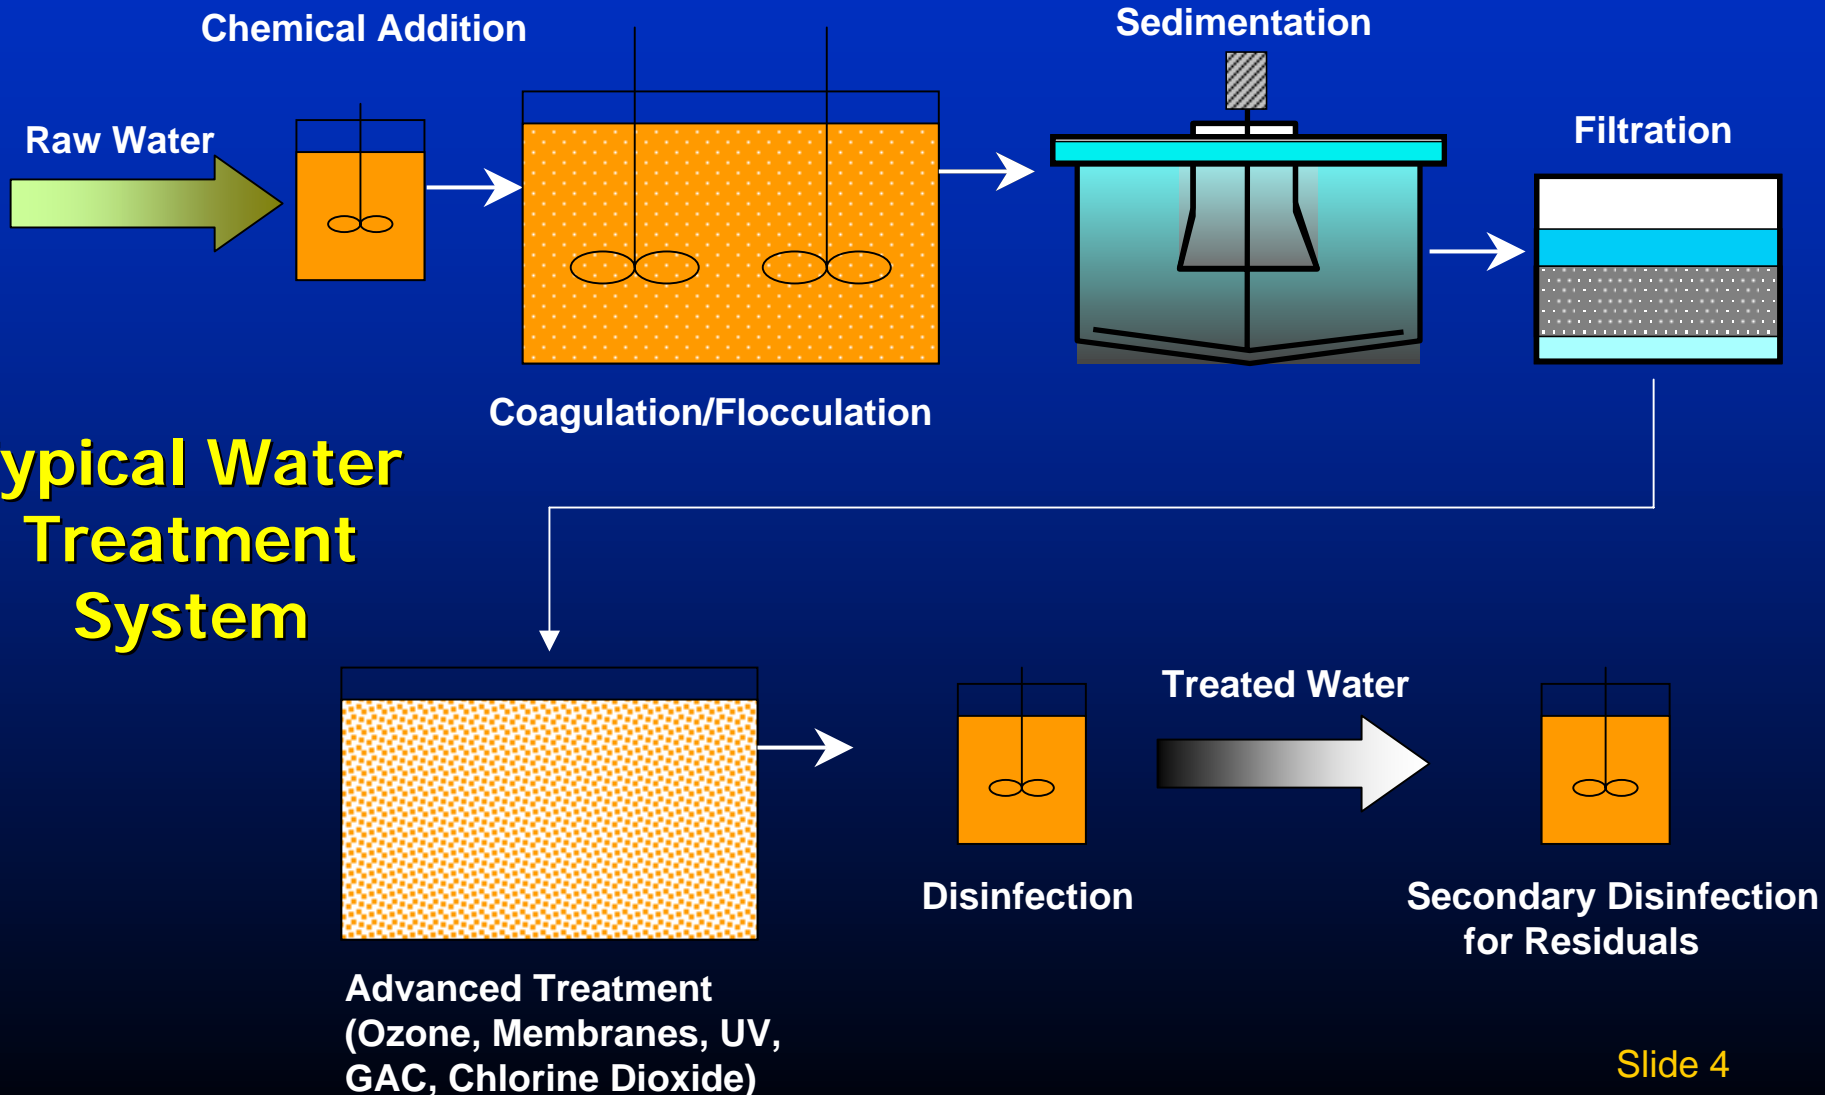 Chemical Addition
Sedimentation
Raw Water
Filtration
Coagulation/Flocculation
ypical Water
Treatment
System
Treated Water
Disinfection
Secondary Disinfection
for Residuals
Advanced Treatment
(Ozone, Membranes, UV,
GAC, Chlorine Dioxide)
Slide 4